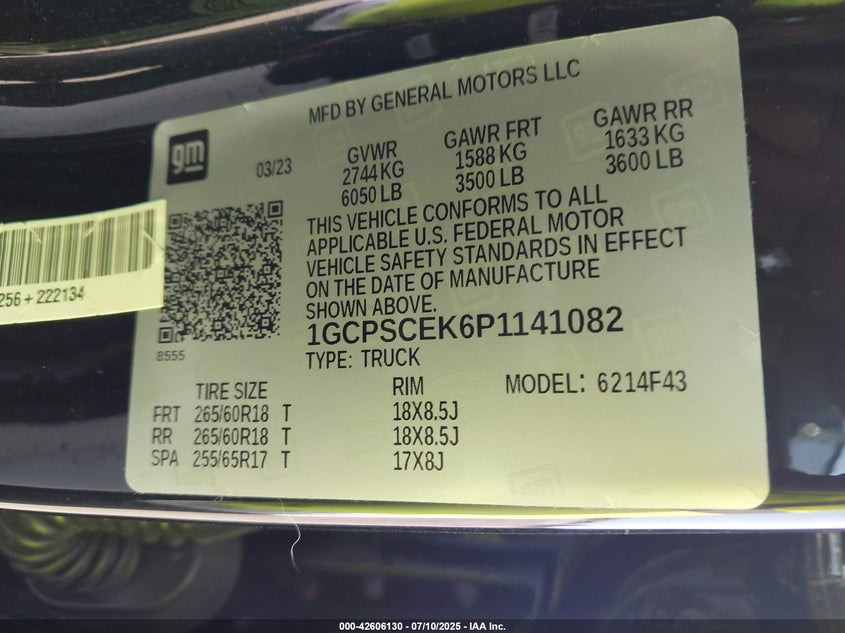 MFD BY GENERAL MOTORS LLC
gm
03/23
GVWR GAWR FRT GAWR RR
2744 KG 1588 KG 1633 KG
6050 LB 3500 LB 3600 LB
THIS VEHICLE CONFORMS TO ALL
APPLICABLE U.S. FEDERAL MOTOR
VEHICLE SAFETY STANDARDS IN EFFECT
ON THE DATE OF MANUFACTURE
SHOWN ABOVE.
256 + 222134
1GCPSCEK6P1141082
8555
TYPE: TRUCK
TIRE SIZE RIM MODEL: 6214F43
FRT 265/60R18 T 18X8.5J
RR 265/60R18 T 18X8.5J
SPA 255/65R17 T 17X8J
gm
000-42606130 - 07/10/2025 - IAA Inc.